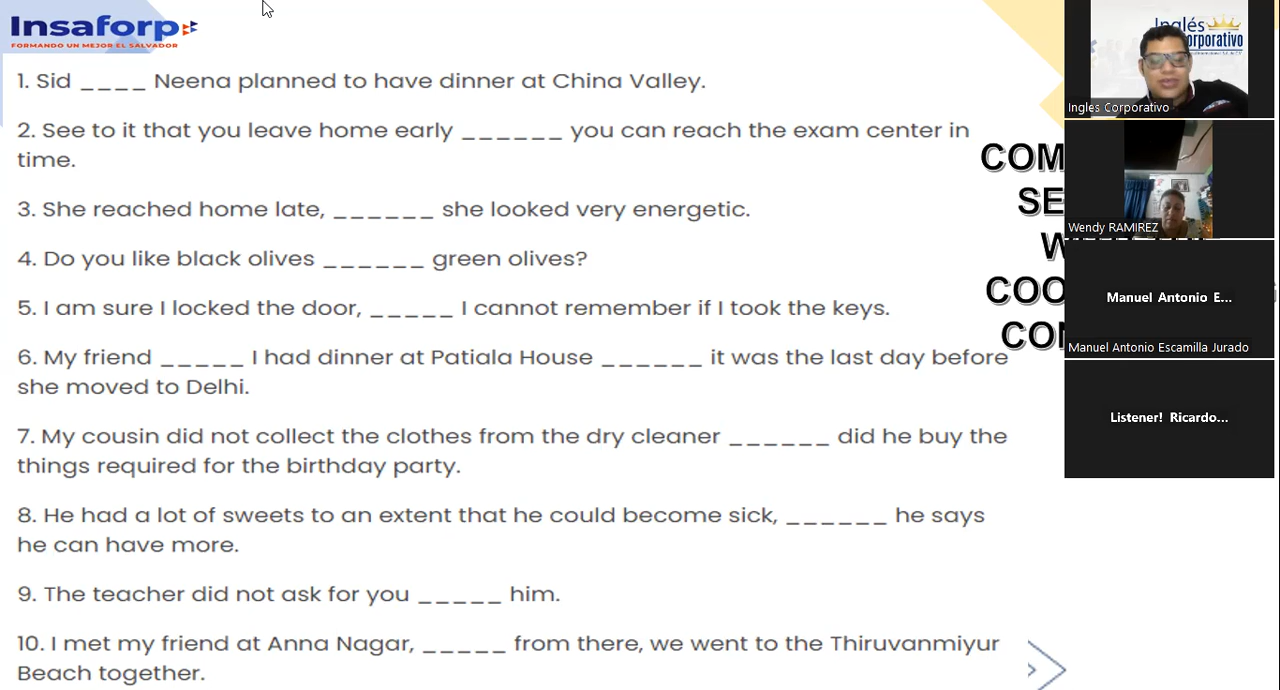 Insaforp
FORMANDO UN MEJOR EL SALVADOR
1. Sid ____ Neena planned to have dinner at China Valley.
2. See to it that you leave home early ______ you can reach the exam center in
time.
3. She reached home late, ______ she looked very energetic.
4. Do you like black olives ______ green olives?
5. I am sure I locked the door, _____ I cannot remember if I took the keys.
6. My friend _____ I had dinner at Patiala House ______ it was the last day before
she moved to Delhi.
7. My cousin did not collect the clothes from the dry cleaner ______ did he buy the
things required for the birthday party.
8. He had a lot of sweets to an extent that he could become sick, ______ he says
he can have more.
9. The teacher did not ask for you _____ him.
10. I met my friend at Anna Nagar, _____ from there, we went to the Thiruvanmiyur
Beach together.
COM
SE
W
COO
CON
Inglés
orporativo
Ingles Corporativo
Wendy RAMIREZ
Manuel Antonio E...
Manuel Antonio Escamilla Jurado
Listener! Ricardo...